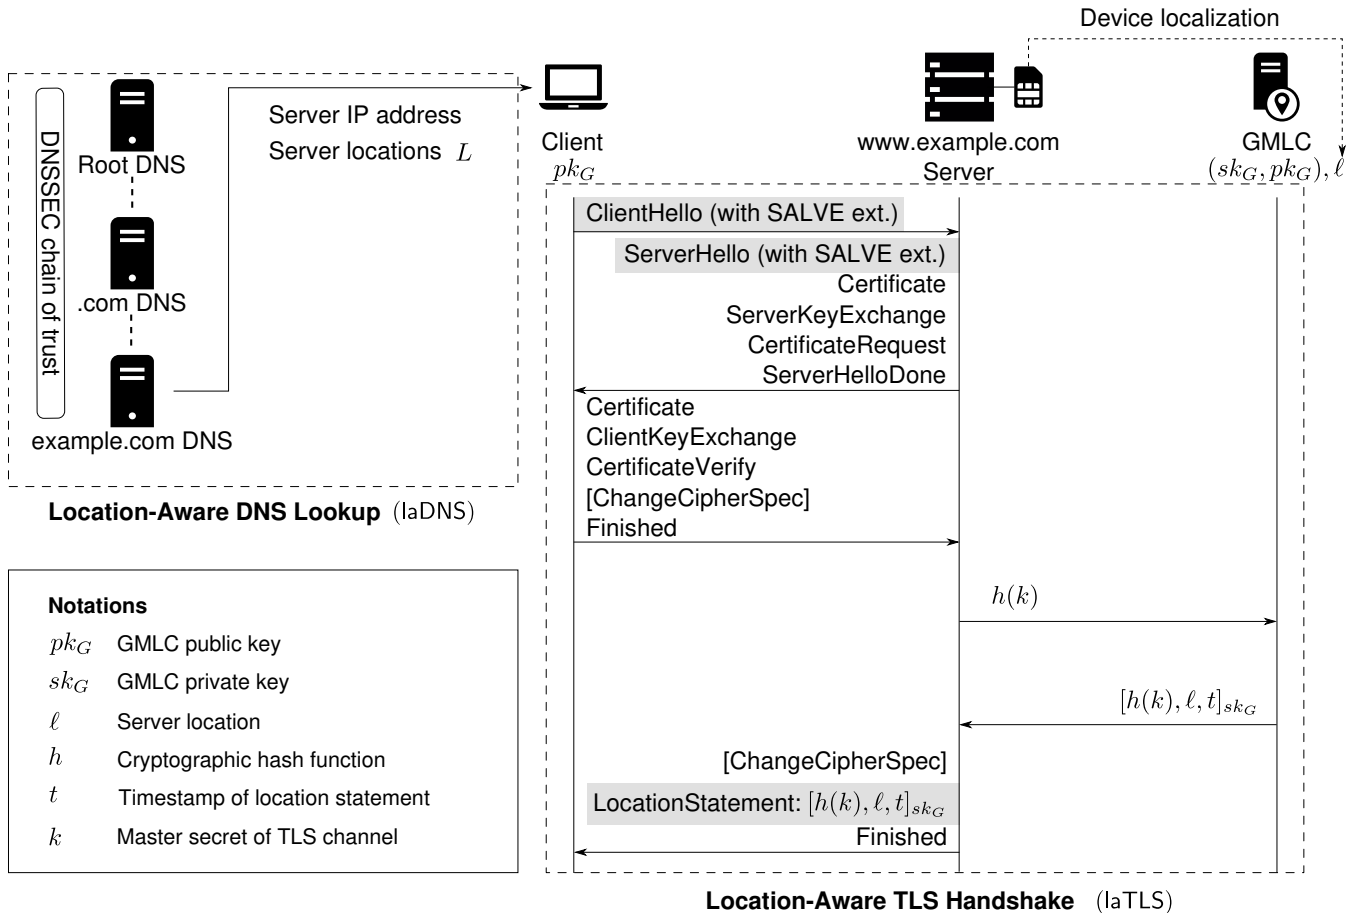 Device localization
DNSSEC chain of trust
Root DNS
.com DNS
example.com DNS
Server IP address
Server locations L
Location-Aware DNS Lookup (laDNS)
Client
pk_G
www.example.com
Server
GMLC
(sk_G, pk_G), ℓ
ClientHello (with SALVE ext.)
ServerHello (with SALVE ext.)
Certificate
ServerKeyExchange
CertificateRequest
ServerHelloDone
Certificate
ClientKeyExchange
CertificateVerify
[ChangeCipherSpec]
Finished
h(k)
[h(k), ℓ, t]_{sk_G}
[ChangeCipherSpec]
LocationStatement: [h(k), ℓ, t]_{sk_G}
Finished
Location-Aware TLS Handshake (laTLS)
Notations
pk_G GMLC public key
sk_G GMLC private key
ℓ Server location
h Cryptographic hash function
t Timestamp of location statement
k Master secret of TLS channel